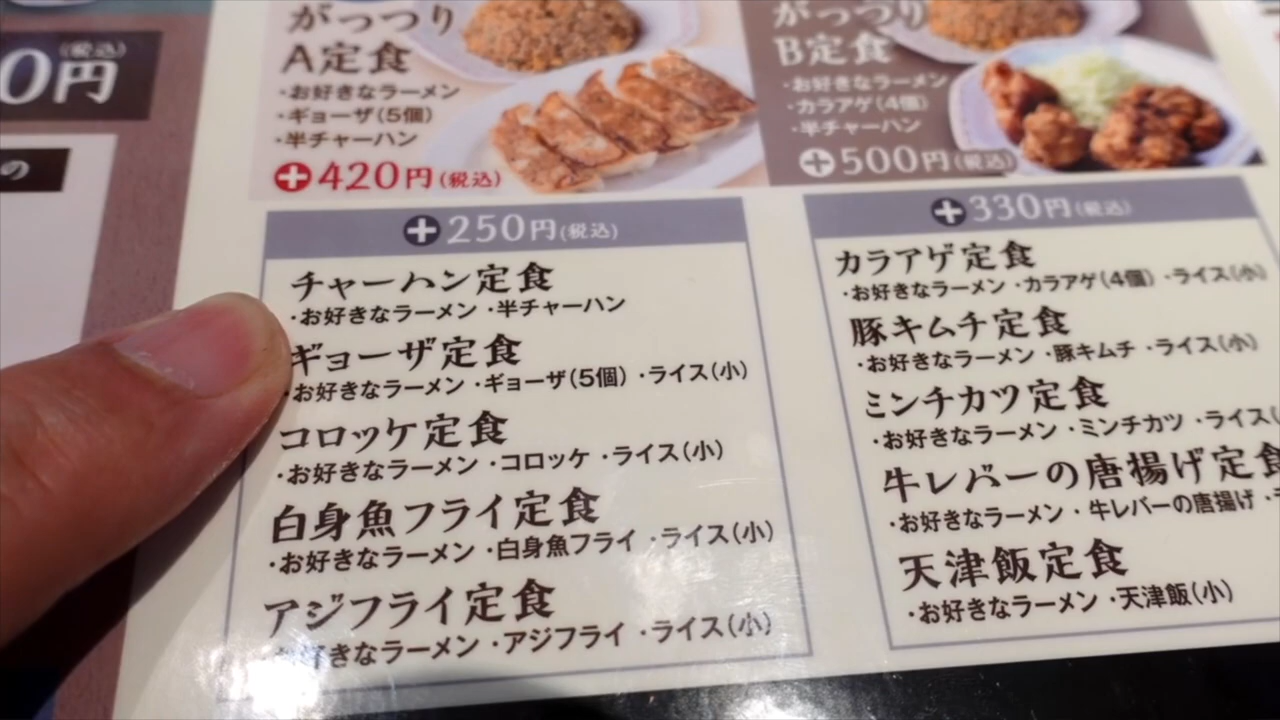 0円
(税込)
の
がっつり
A定食
・お好きなラーメン
・ギョーザ(5個)
・半チャーハン
+420円(税込)
がっつり
B定食
・お好きなラーメン
・カラアゲ(4個)
・半チャーハン
+500円(税込)
+250円(税込)
チャーハン定食
・お好きなラーメン ・半チャーハン
ギョーザ定食
・お好きなラーメン ・ギョーザ(5個) ・ライス(小)
コロッケ定食
・お好きなラーメン ・コロッケ ・ライス(小)
白身魚フライ定食
・お好きなラーメン ・白身魚フライ ・ライス(小)
アジフライ定食
お好きなラーメン ・アジフライ ・ライス(小)
+330円(税込)
カラアゲ定食
・お好きなラーメン ・カラアゲ(4個) ・ライス(小)
豚キムチ定食
・お好きなラーメン ・豚キムチ ・ライス(小)
ミンチカツ定食
・お好きなラーメン ・ミンチカツ ・ライス(
牛レバーの唐揚げ定食
・お好きなラーメン ・牛レバーの唐揚げ
天津飯定食
・お好きなラーメン ・天津飯(小)